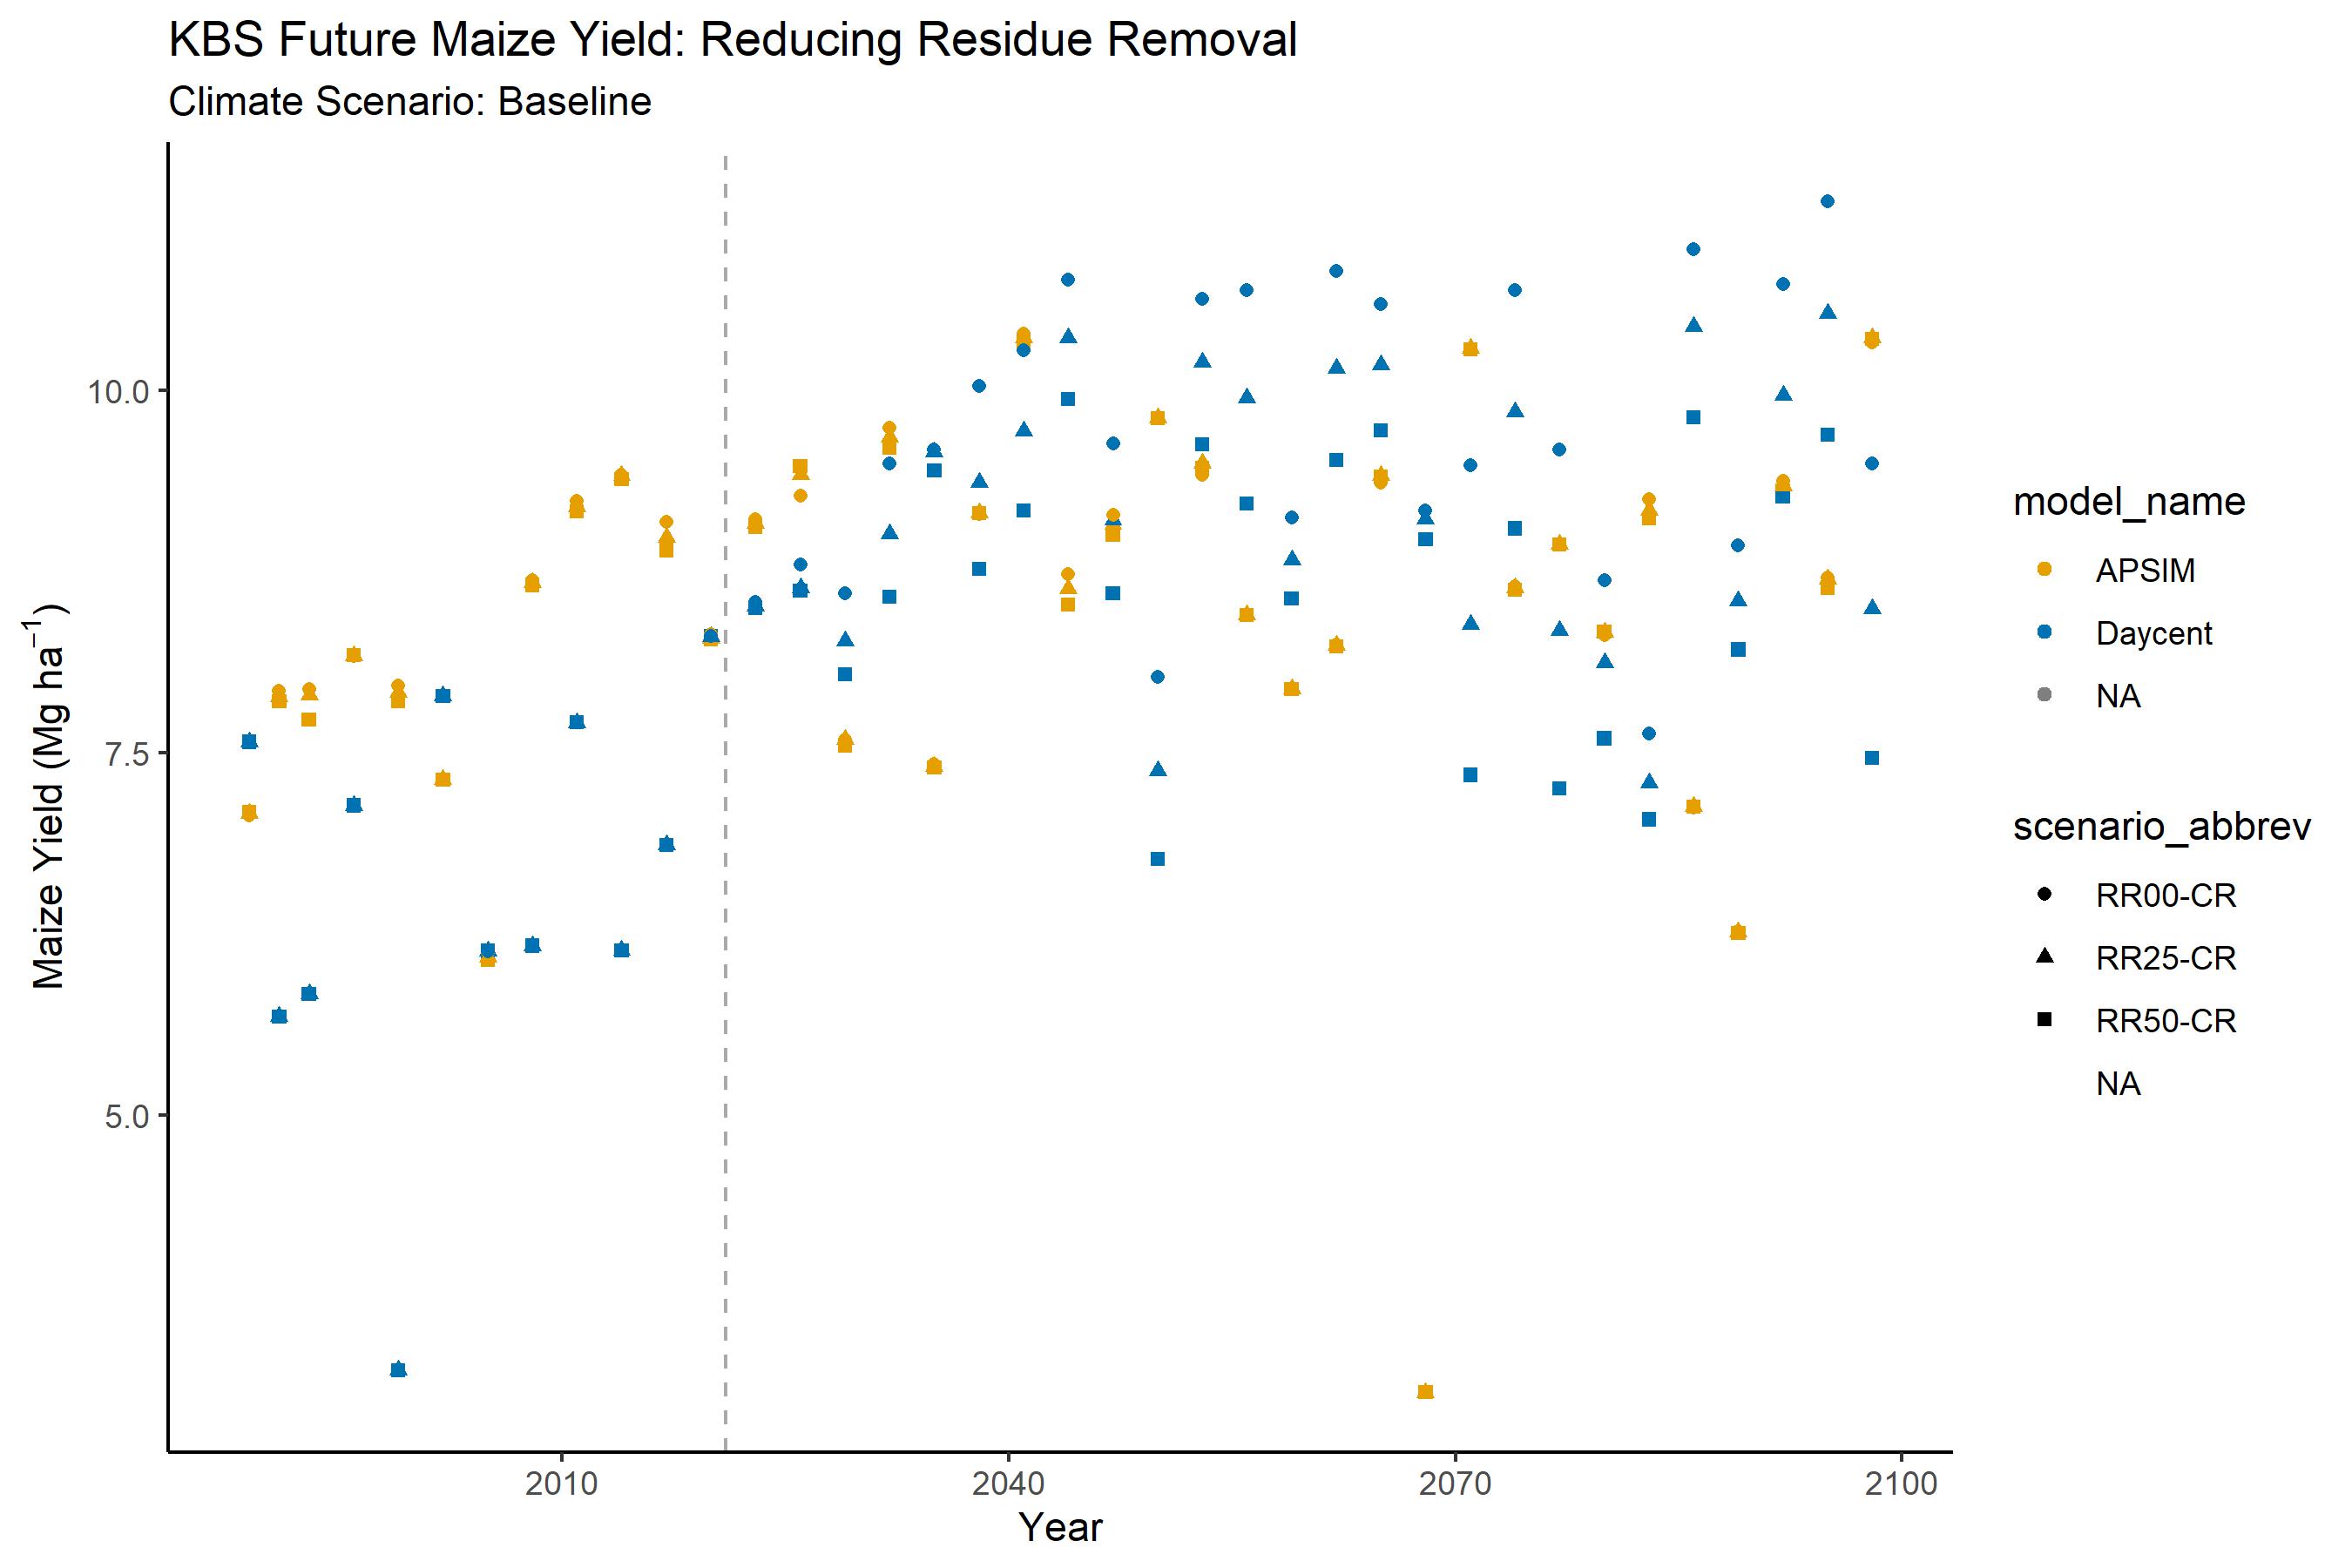 KBS Future Maize Yield: Reducing Residue Removal
Climate Scenario: Baseline
Maize Yield (Mg ha⁻¹)
10.0
7.5
5.0
2010
2040
2070
2100
Year
model_name
APSIM
Daycent
NA
scenario_abbrev
RR00-CR
RR25-CR
RR50-CR
NA